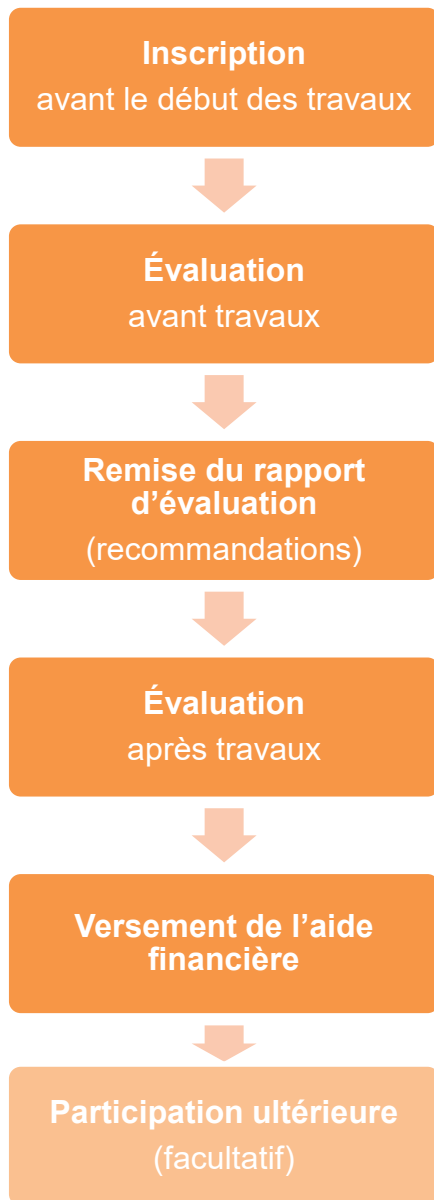 Inscription
avant le début des travaux
Évaluation
avant travaux
Remise du rapport
d’évaluation
(recommandations)
Évaluation
après travaux
Versement de l’aide
financière
Participation ultérieure
(facultatif)